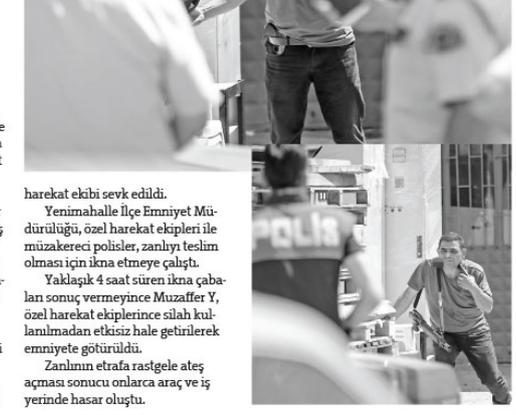 harekat ekibi sevk edildi.
Yenimahalle İlçe Emniyet Mü-
dürülüğü, özel harekat ekipleri ile
müzakereci polisler, zanlıyı teslim
olması için ikna etmeye çalıştı.
Yaklaşık 4 saat süren ikna çaba-
ları sonuç vermeyince Muzaffer Y,
özel harekat ekiplerince silah kul-
lanılmadan etkisiz hale getirilerek
emniyete götürüldü.
Zanlının etrafa rastgele ateş
açması sonucu onlarca araç ve iş
yerinde hasar oluştu.
POLİS